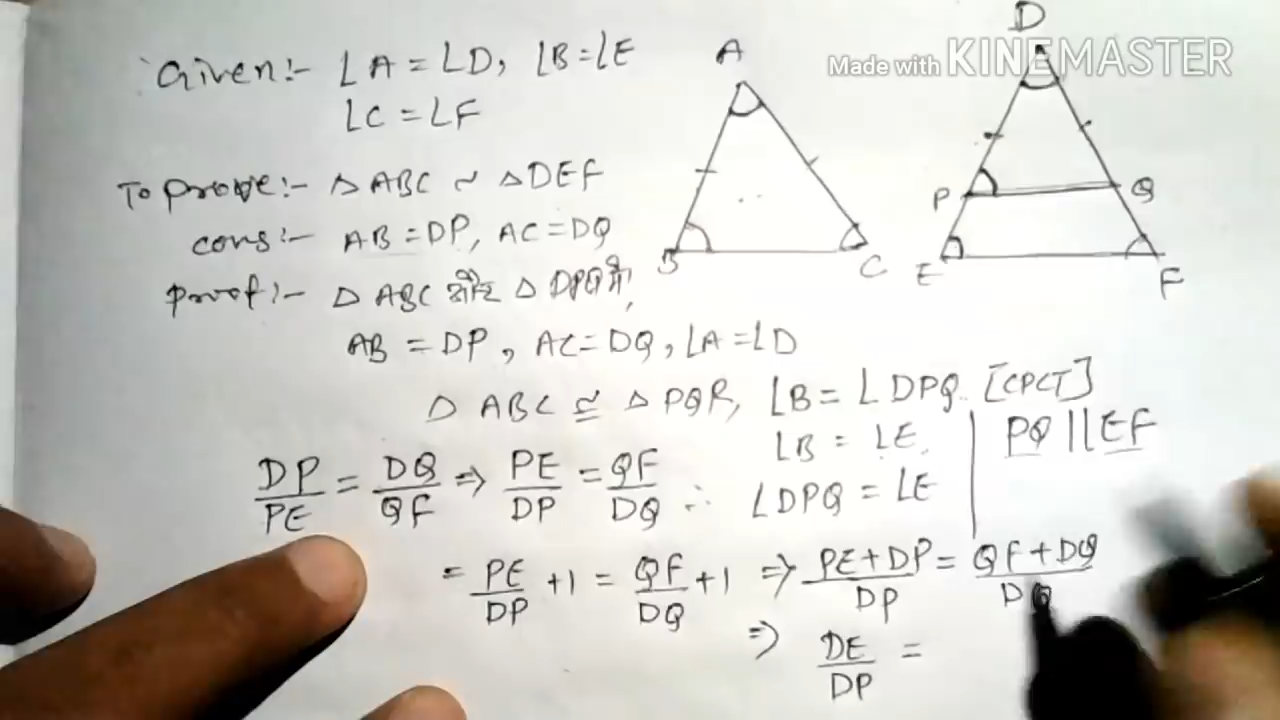 Given:- ∠A = ∠D, ∠B = ∠E
∠C = ∠F
To prove:- △ ABC ~ △DEF
cons:- AB = DP, AC = DQ
Proof:- △ ABC और △ DPQ में,
AB = DP, AC = DQ, ∠A = ∠D
△ ABC ≅ △ PQR, ∠B = ∠DPQ [CPCT]
∠B = ∠E
PQ || EF
DP/PE = DQ/QF ⇒ PE/DP = QF/DQ ∴ ∠DPQ = ∠E
= PE/DP + 1 = QF/DQ + 1 ⇒ PE+DP/DP = QF+DQ/DQ
⇒ DE/DP =
A
B
C
D
P
Q
E
F
Made with KINEMASTER